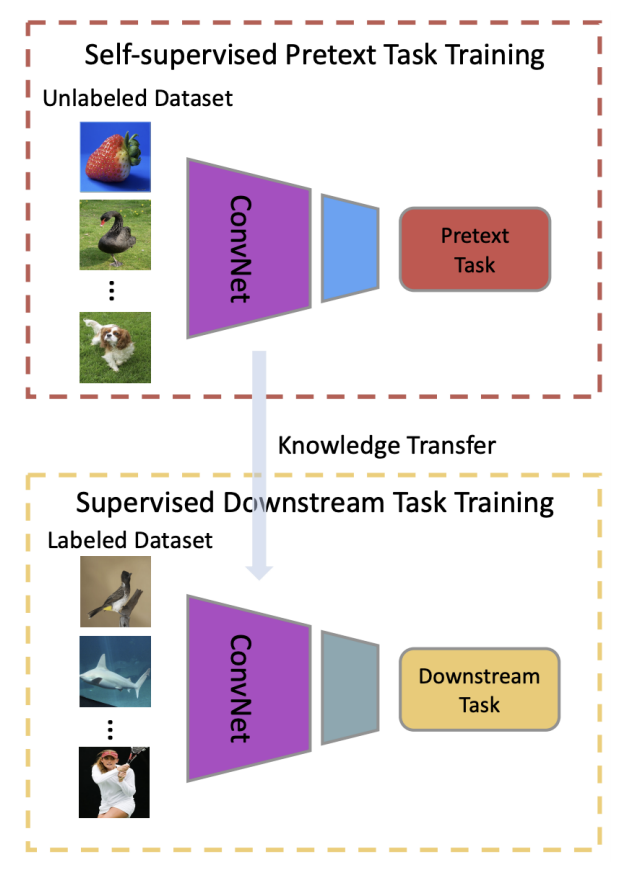 Self-supervised Pretext Task Training
Unlabeled Dataset
ConvNet
Pretext
Task
...
Knowledge Transfer
Supervised Downstream Task Training
Labeled Dataset
ConvNet
Downstream
Task
...